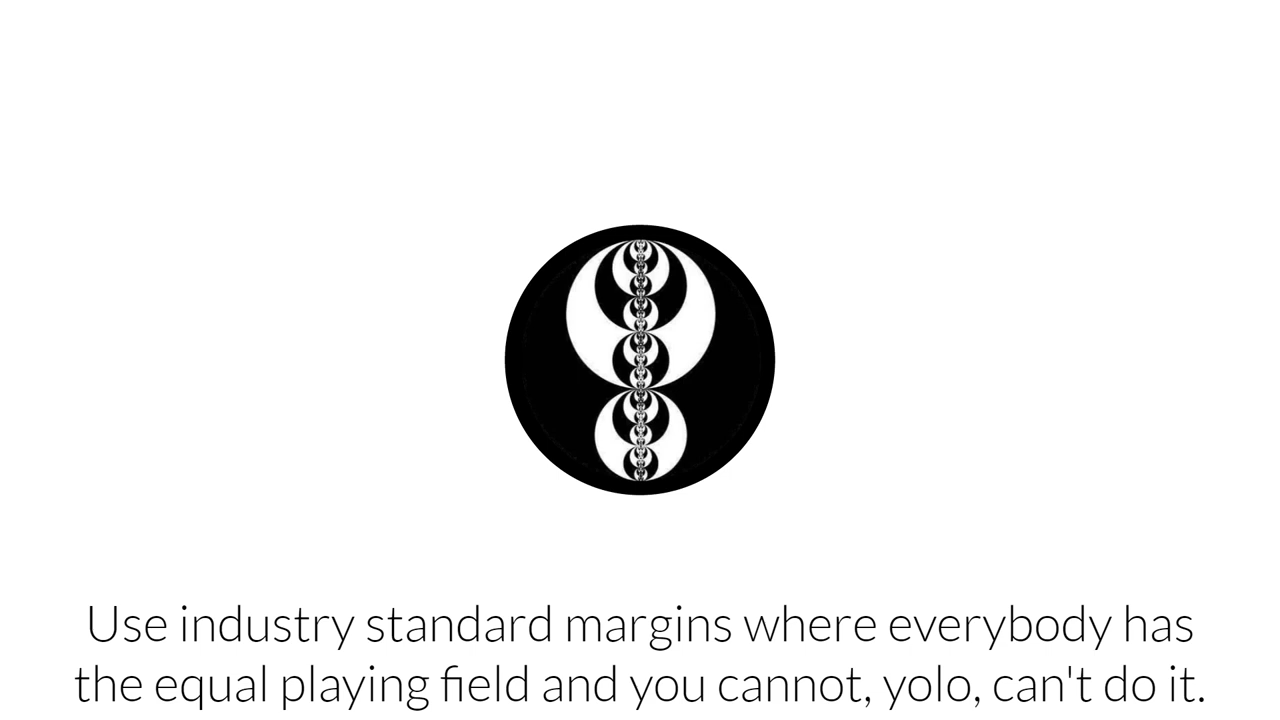 Use industry standard margins where everybody has
the equal playing field and you cannot, yolo, can't do it.